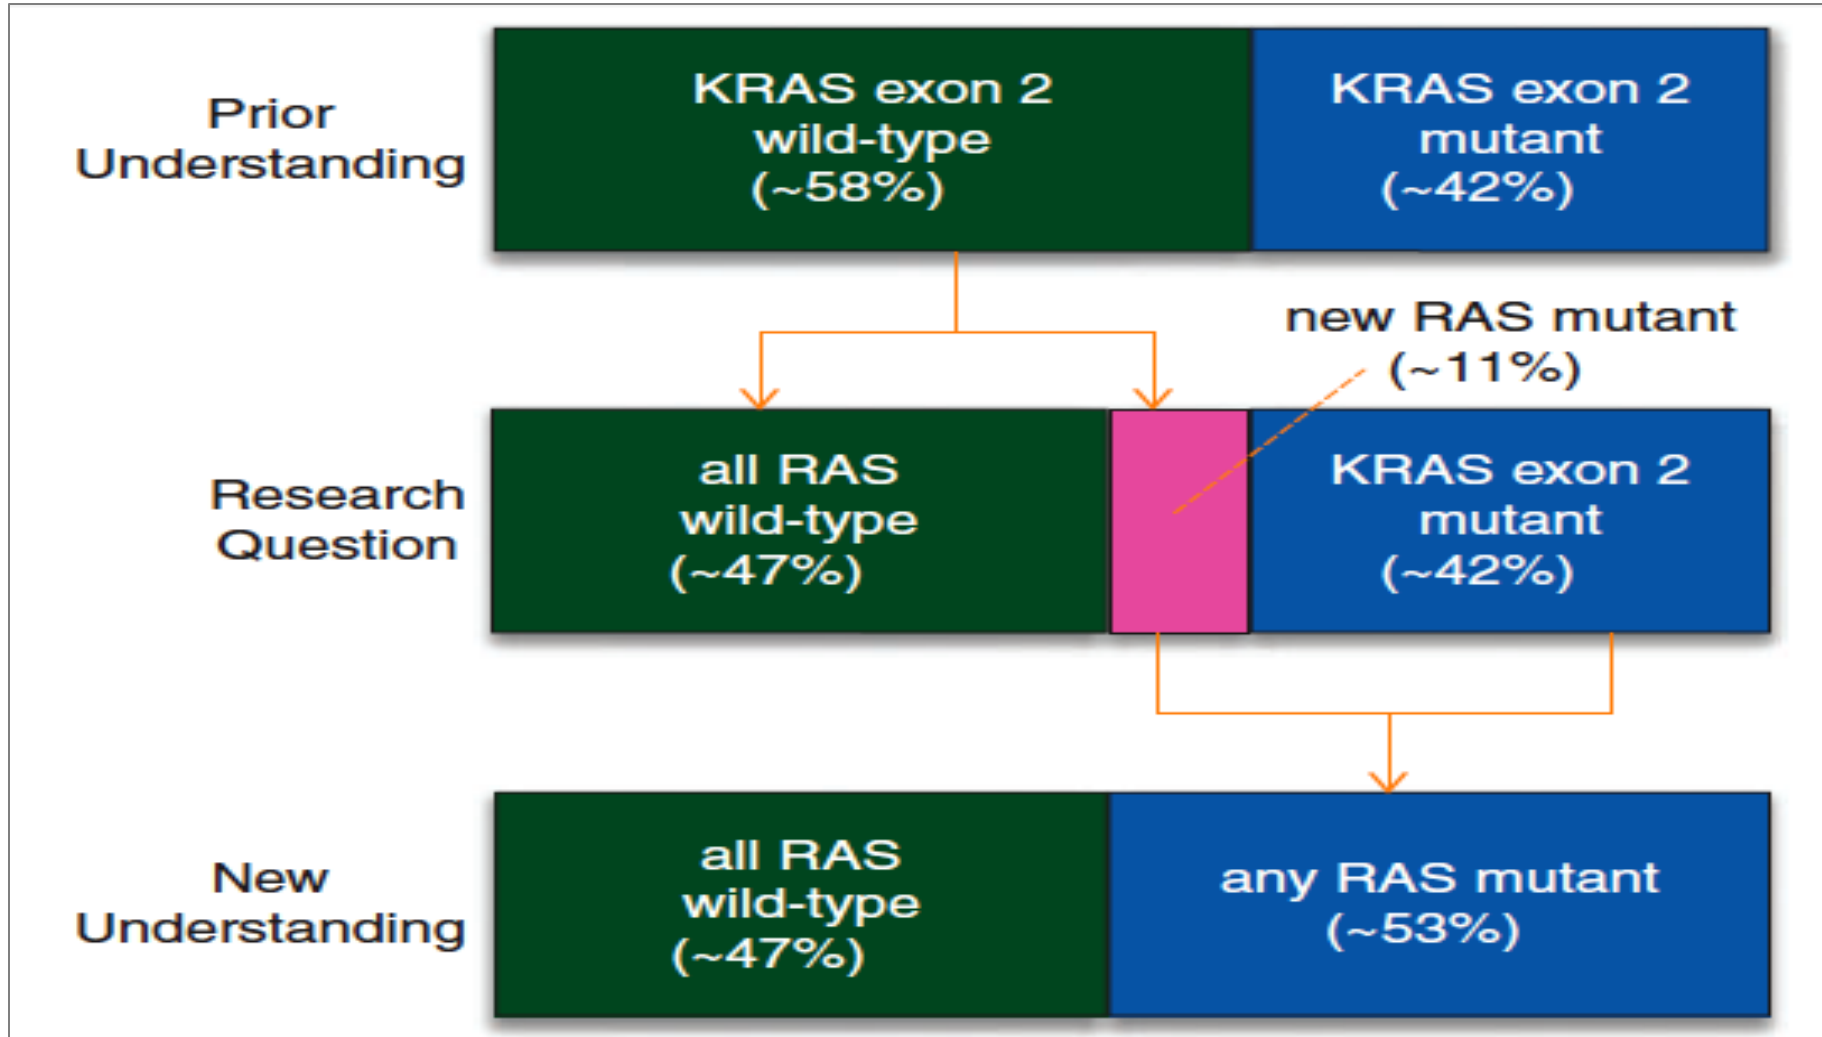 Prior
Understanding
KRAS exon 2
wild-type
(~58%)
KRAS exon 2
mutant
(~42%)
new RAS mutant
(~11%)
Research
Question
all RAS
wild-type
(~47%)
KRAS exon 2
mutant
(~42%)
New
Understanding
all RAS
wild-type
(~47%)
any RAS mutant
(~53%)